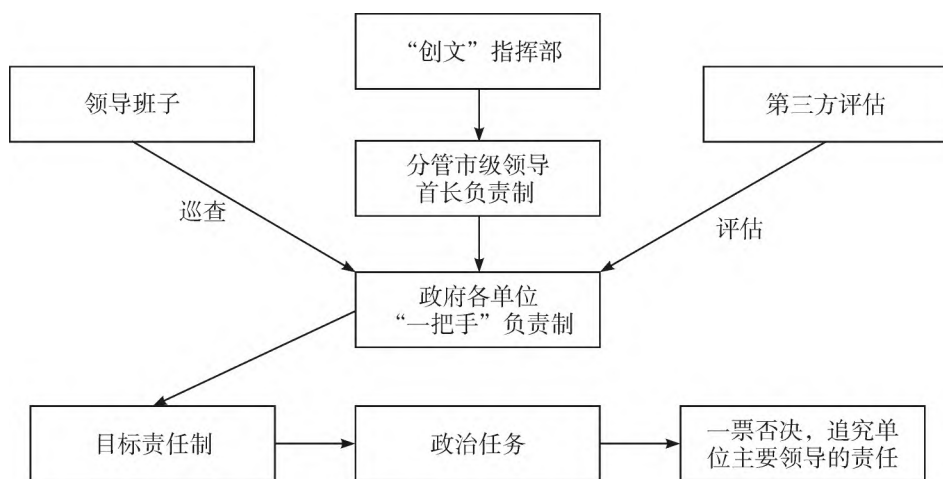 “创文”指挥部
领导班子
第三方评估
分管市级领导
首长负责制
巡查
评估
政府各单位
“一把手”负责制
目标责任制
政治任务
一票否决，追究单
位主要领导的责任